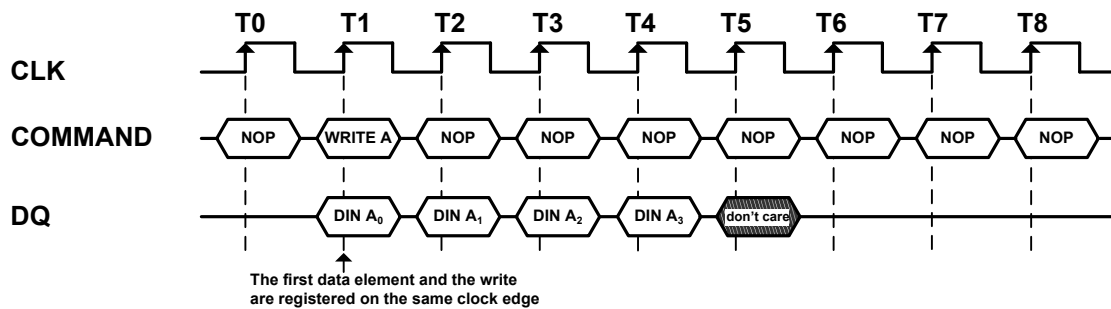 T0 T1 T2 T3 T4 T5 T6 T7 T8
CLK
COMMAND NOP WRITE A NOP NOP NOP NOP NOP NOP NOP
DQ DIN A₀ DIN A₁ DIN A₂ DIN A₃ don't care
The first data element and the write
are registered on the same clock edge